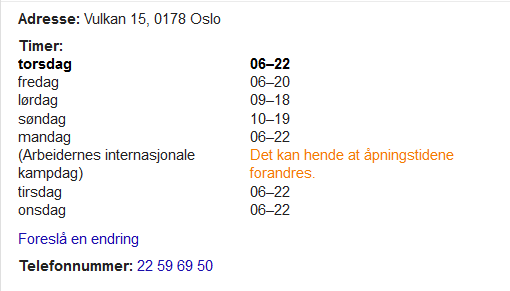 Adresse: Vulkan 15, 0178 Oslo
Timer:
torsdag 06–22
fredag 06–20
lørdag 09–18
søndag 10–19
mandag 06–22
(Arbeidernes internasjonale Det kan hende at åpningstidene
kampdag) forandres.
tirsdag 06–22
onsdag 06–22
Foreslå en endring
Telefonnummer: 22 59 69 50